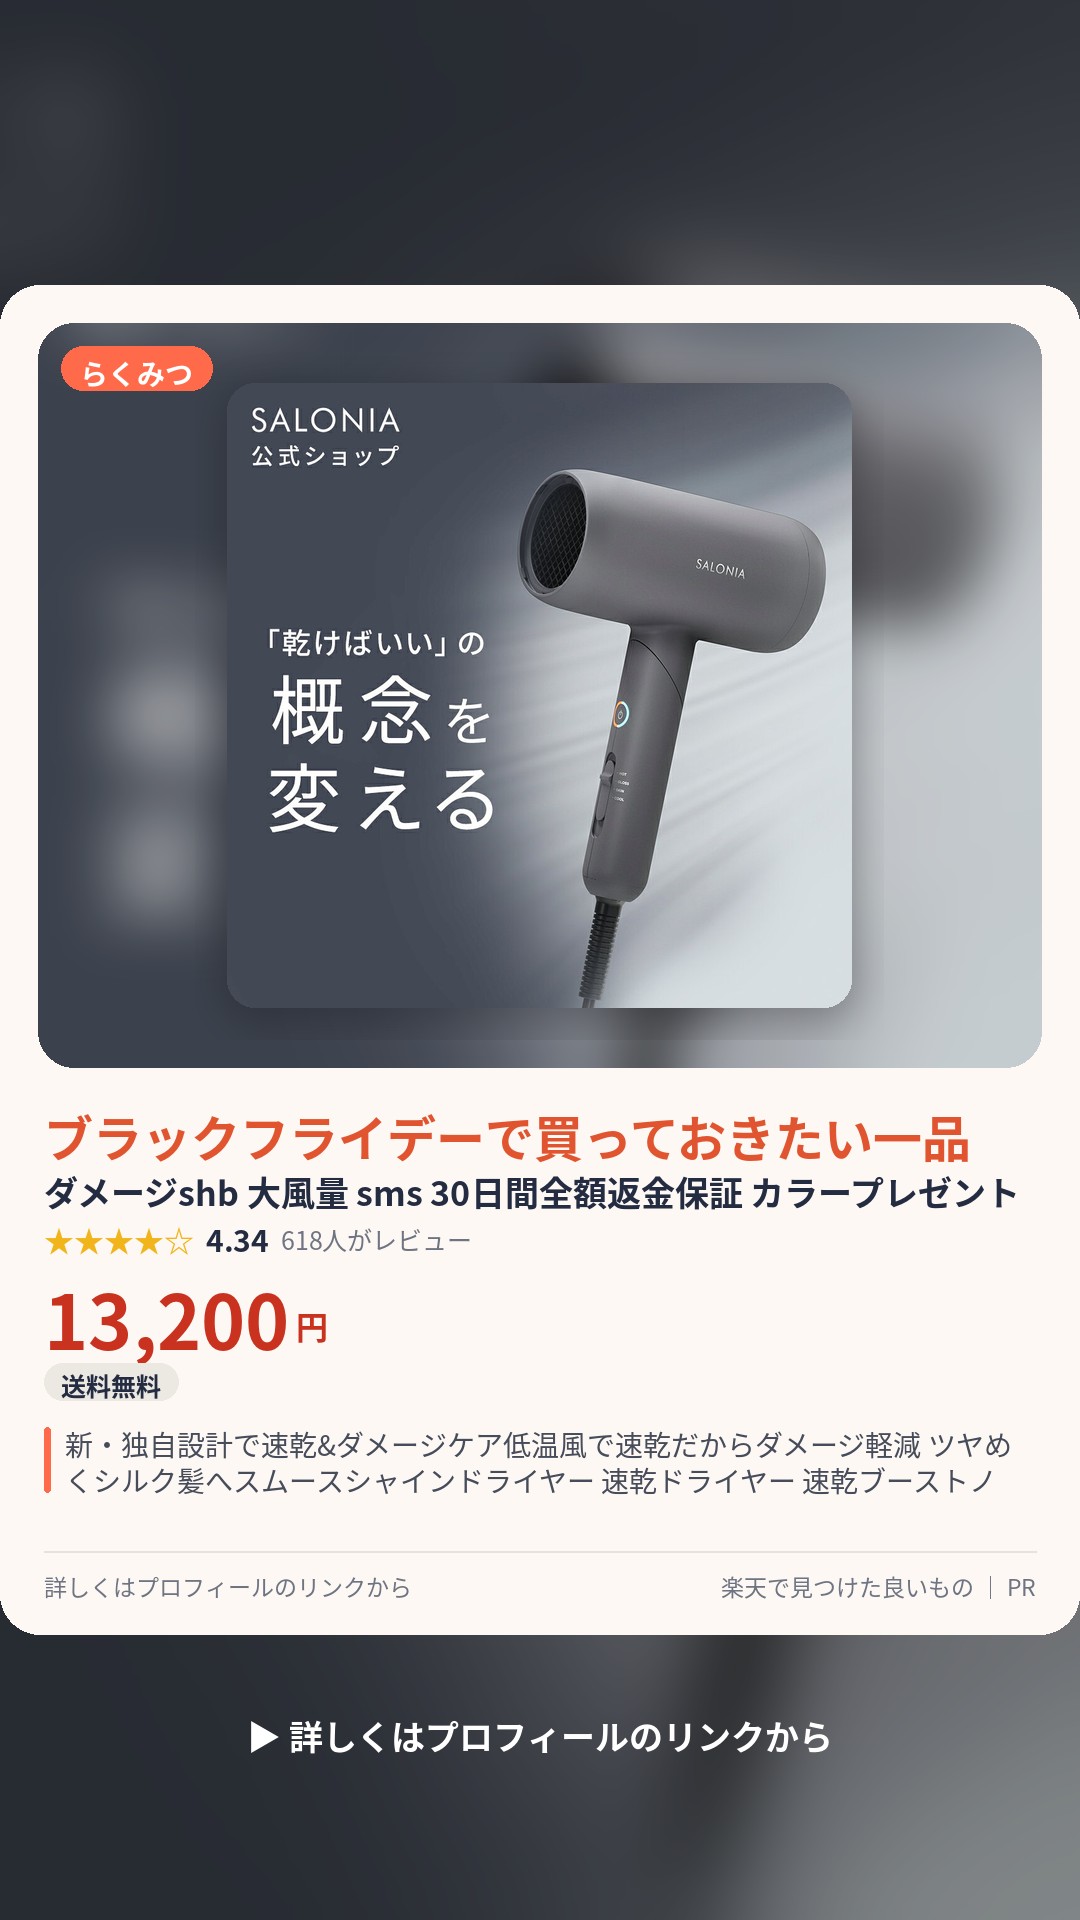 らくみつ
SALONIA
公式ショップ
SALONIA
「乾けばいい」の
概念を
変える
ブラックフライデーで買っておきたい一品
ダメージshb 大風量 sms 30日間全額返金保証 カラープレゼント
★★★★☆ 4.34 618人がレビュー
13,200円
送料無料
新・独自設計で速乾&ダメージケア低温風で速乾だからダメージ軽減 ツヤめ
くシルク髪へスムースシャインドライヤー 速乾ドライヤー 速乾ブーストノ
詳しくはプロフィールのリンクから
楽天で見つけた良いもの｜PR
▶ 詳しくはプロフィールのリンクから